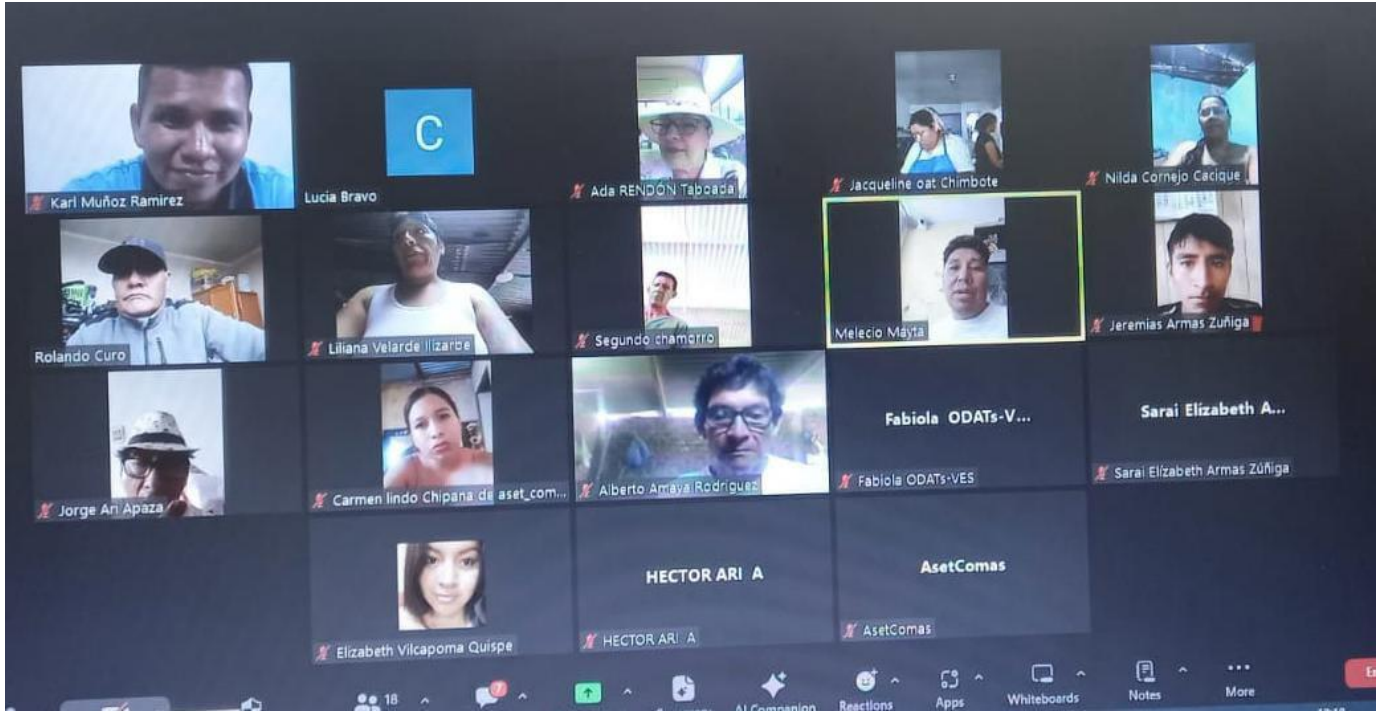 Karl Muñoz Ramirez
C
Lucia Bravo
Ada RENDÓN Taboada
Jacqueline oat Chimbote
Nilda Cornejo Cacique
Rolando Curo
Liliana Velarde Ilizarbe
Segundo chamorro
Melecio Mayta
Jeremias Armas Zuñiga
Jorge Ari Apaza
Carmen lindo Chipana de aset_com...
Alberto Amaya Rodriguez
Fabiola ODATs-V...
Fabiola ODATs-VES
Sarai Elizabeth A...
Sarai Elizabeth Armas Zúñiga
Elizabeth Vilcapoma Quispe
HECTOR ARI A
HECTOR ARI A
AsetComas
AsetComas
18
7
AI Companion
Reactions
Apps
Whiteboards
Notes
More